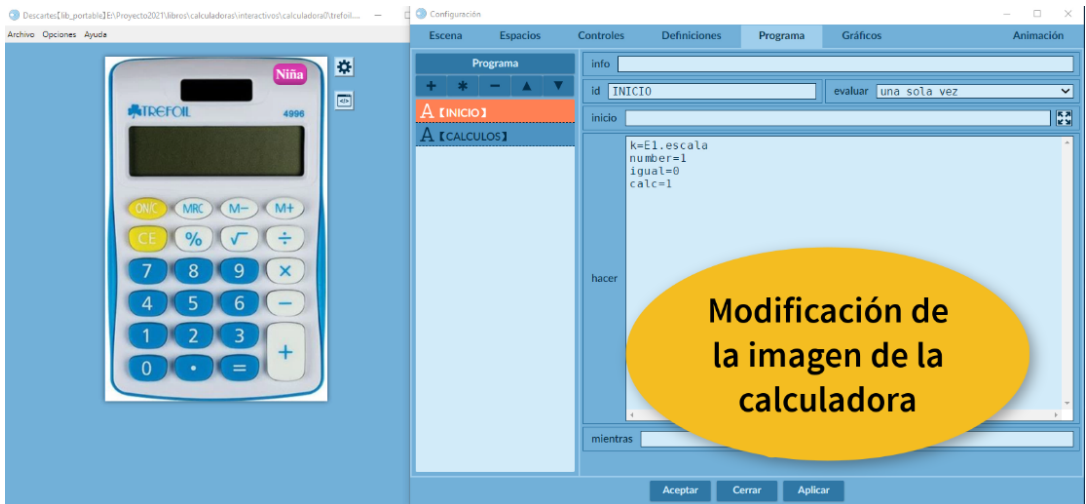 Descartes【lib_portable】E:\Proyecto2021\libros\calculadoras\interactivos\calculadora0\trefoil....
Archivo Opciones Ayuda
Niña
TREFOIL 4996
ON/C MRC M− M+
CE % √ ÷
7 8 9 ×
4 5 6 −
1 2 3 +
0 • =
Configuración
Escena Espacios Controles Definiciones Programa Gráficos Animación
Programa
+ * − ▲ ▼
A【INICIO】
A【CALCULOS】
info
id INICIO evaluar una sola vez
inicio
hacer
k=E1.escala
number=1
igual=0
calc=1
Modificación de
la imagen de la
calculadora
mientras
Aceptar Cerrar Aplicar